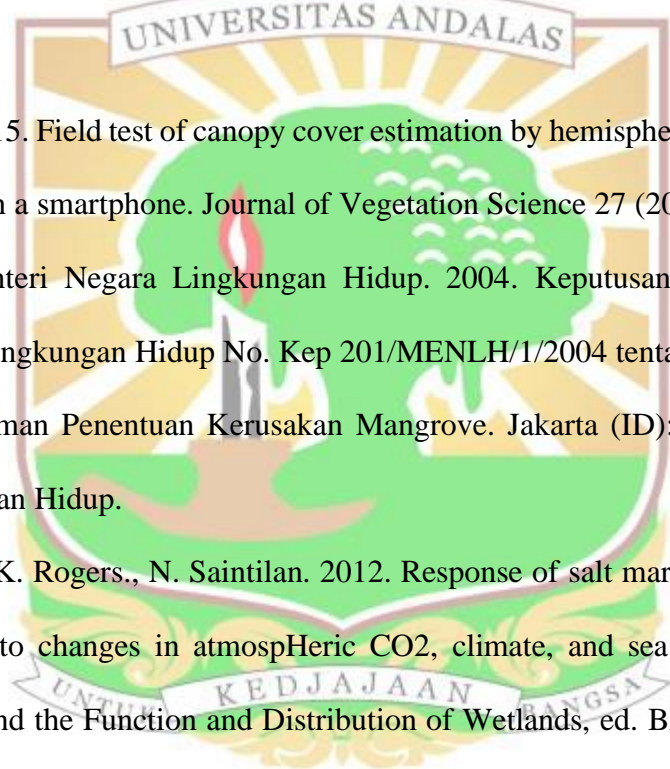 UNIVERSITAS ANDALAS
15. Field test of canopy cover estimation by hemisphe
n a smartphone. Journal of Vegetation Science 27 (20
nteri Negara Lingkungan Hidup. 2004. Keputusan
ingkungan Hidup No. Kep 201/MENLH/1/2004 tenta
man Penentuan Kerusakan Mangrove. Jakarta (ID):
an Hidup.
K. Rogers., N. Saintilan. 2012. Response of salt mar
to changes in atmospHeric CO2, climate, and sea
UNTUK KEDJAJAAN BANGSA
nd the Function and Distribution of Wetlands, ed. B.